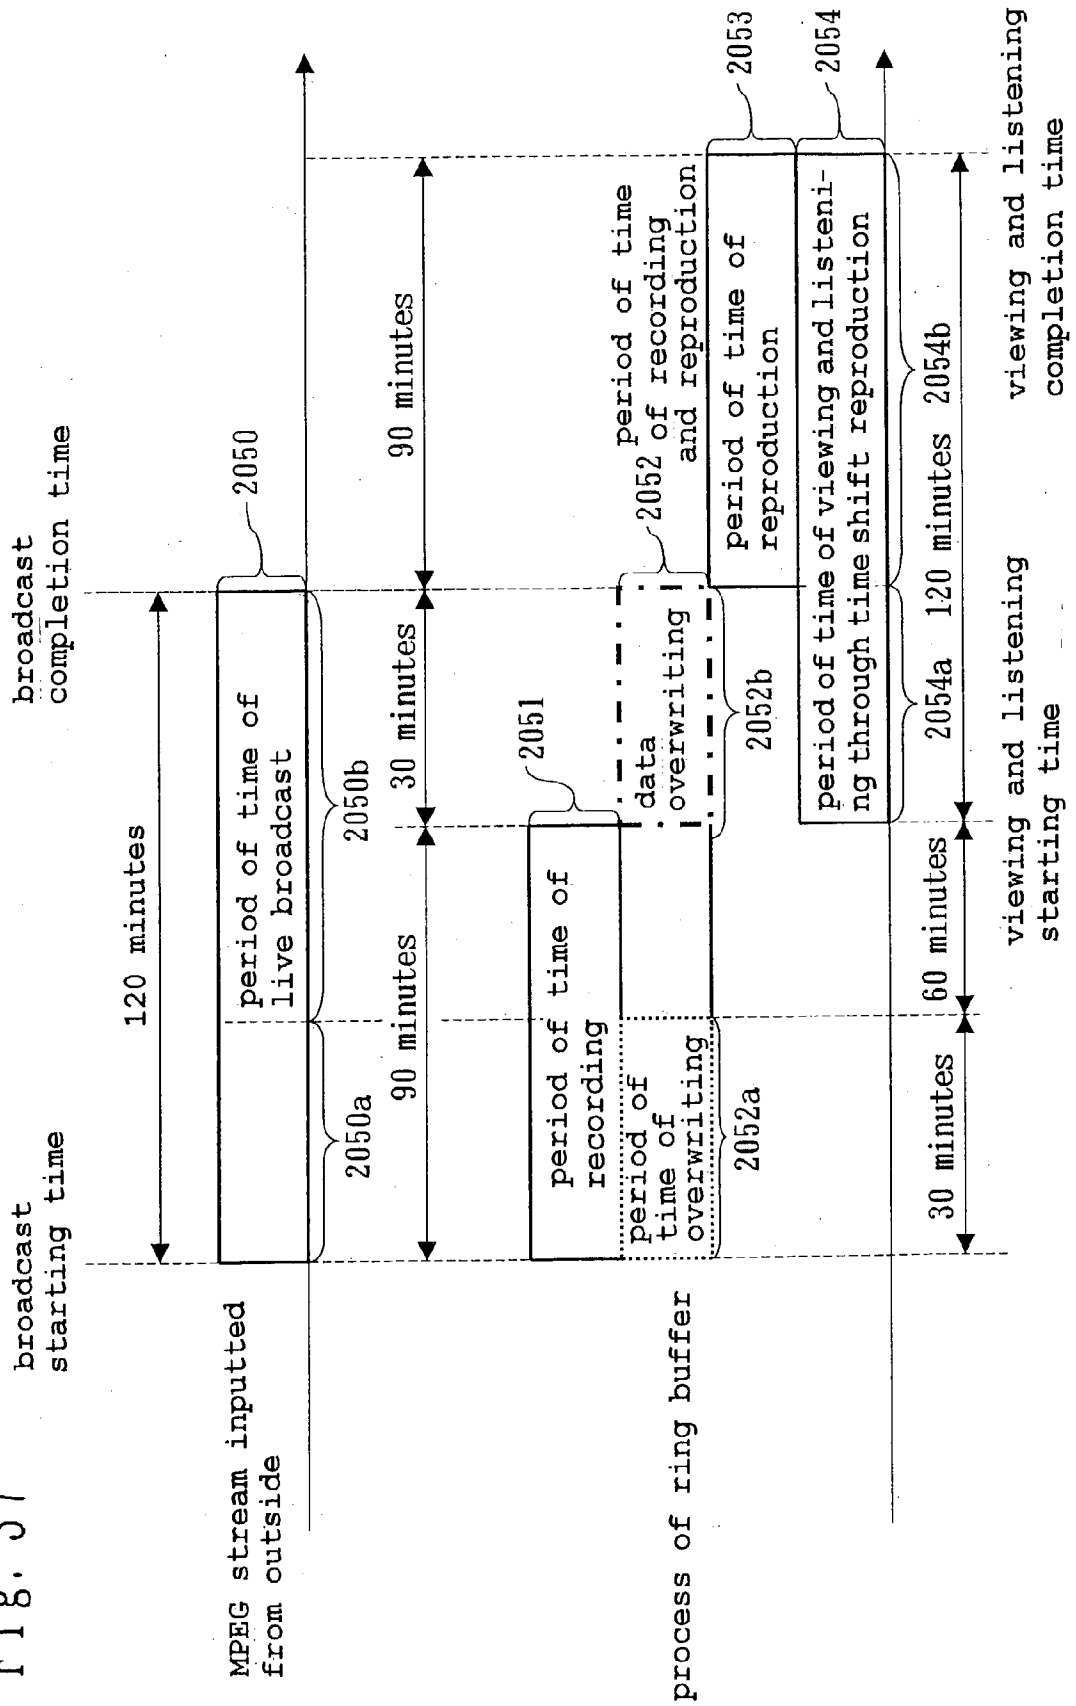 Fig. 37
broadcast
starting time
broadcast
completion time
120 minutes
MPEG stream inputted
from outside
period of time of
live broadcast
2050
2050a
2050b
90 minutes
30 minutes
90 minutes
2051
period of time of
recording
process of ring buffer
period of
time of
overwriting
2052a
data
overwriting
2052b
period of time
2052 of recording
and reproduction
period of time of
reproduction
2053
period of time of viewing and listeni-
ng through time shift reproduction
2054
2054a
2054b
30 minutes
60 minutes
120 minutes
viewing and listening
starting time
viewing and listening
completion time